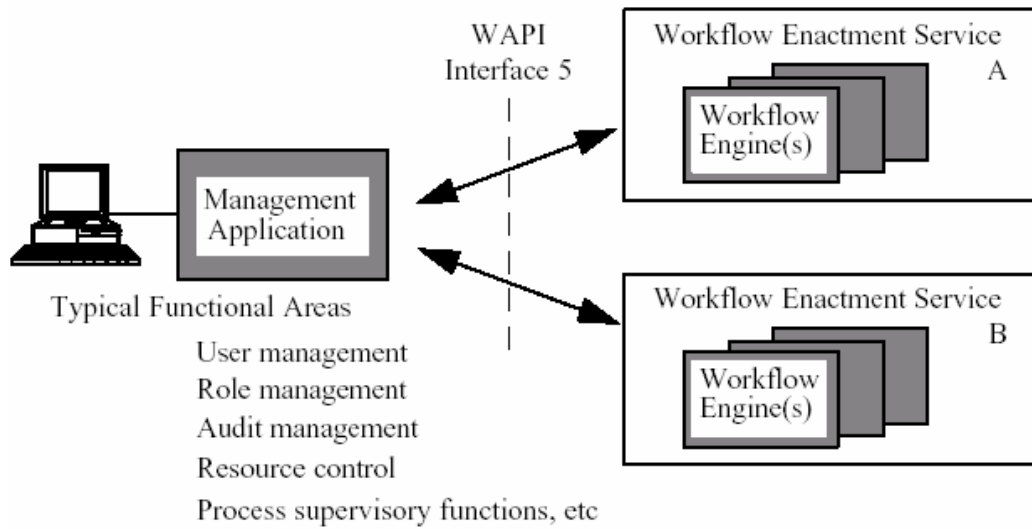 WAPI
Interface 5
Workflow Enactment Service
A
Workflow
Engine(s)
Management
Application
Typical Functional Areas
User management
Role management
Audit management
Resource control
Process supervisory functions, etc
Workflow Enactment Service
B
Workflow
Engine(s)